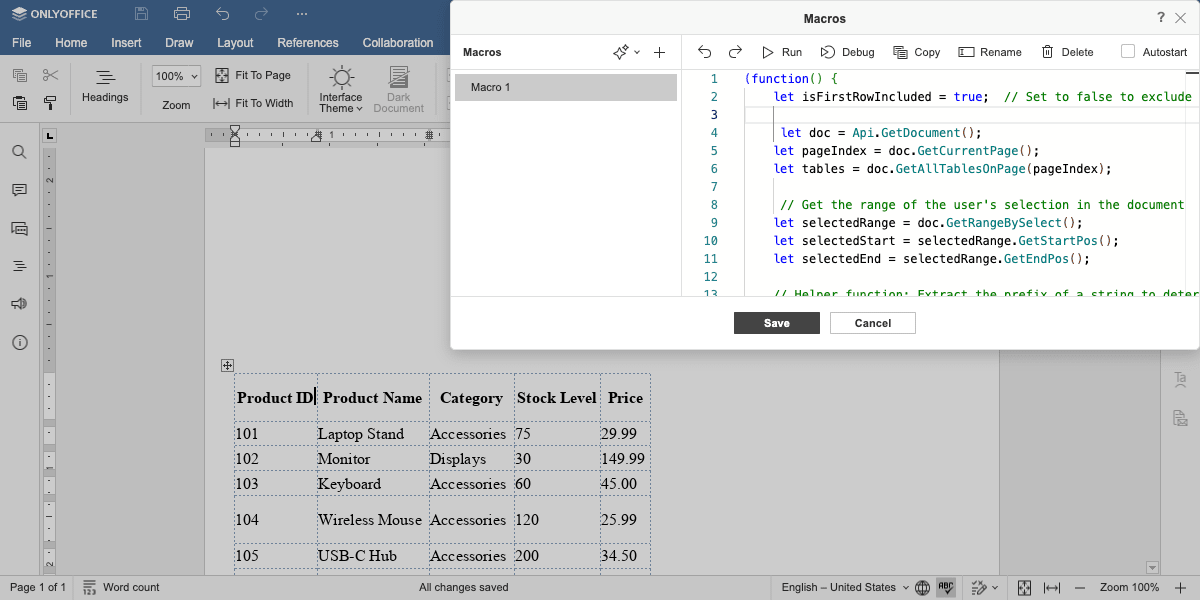 ONLYOFFICE
...
File Home Insert Draw Layout References Collaboration
100%
Fit To Page
Headings
Zoom
Fit To Width
Interface Theme
Dark Document
L
1
Macros
? ×
Macros
Run Debug Copy Rename Delete Autostart
Macro 1
1 (function() {
2 let isFirstRowIncluded = true; // Set to false to exclude
3
4 let doc = Api.GetDocument();
5 let pageIndex = doc.GetCurrentPage();
6 let tables = doc.GetAllTablesOnPage(pageIndex);
7
8 // Get the range of the user's selection in the document
9 let selectedRange = doc.GetRangeBySelect();
10 let selectedStart = selectedRange.GetStartPos();
11 let selectedEnd = selectedRange.GetEndPos();
12
13 // Helper function: Extract the prefix of a string to deter
Save Cancel
Product ID Product Name Category Stock Level Price
101 Laptop Stand Accessories 75 29.99
102 Monitor Displays 30 149.99
103 Keyboard Accessories 60 45.00
104 Wireless Mouse Accessories 120 25.99
105 USB-C Hub Accessories 200 34.50
Ta
Page 1 of 1 Word count All changes saved English – United States ABC Zoom 100%